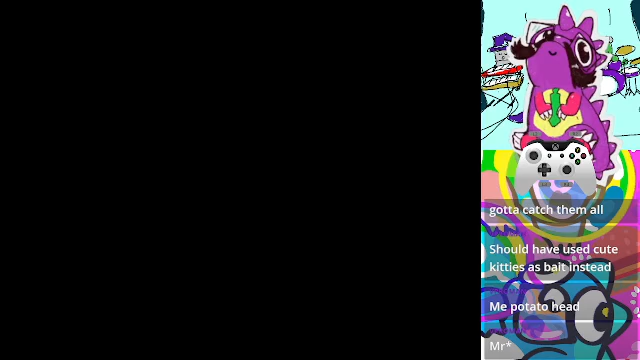 gotta catch them all
Should have used cute
kitties as bait instead
Me potato head
Mr*